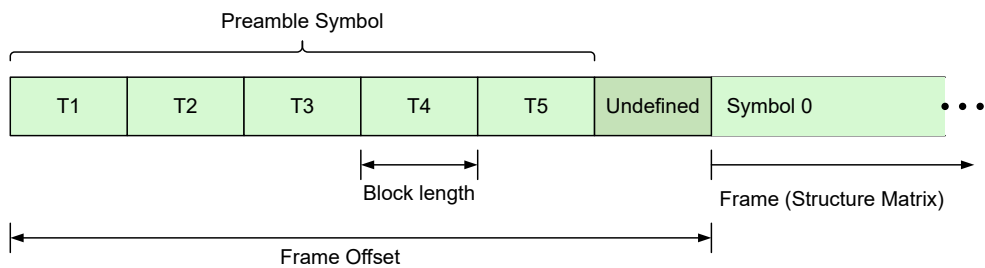 Preamble Symbol
T1 T2 T3 T4 T5 Undefined Symbol 0
Block length
Frame (Structure Matrix)
Frame Offset